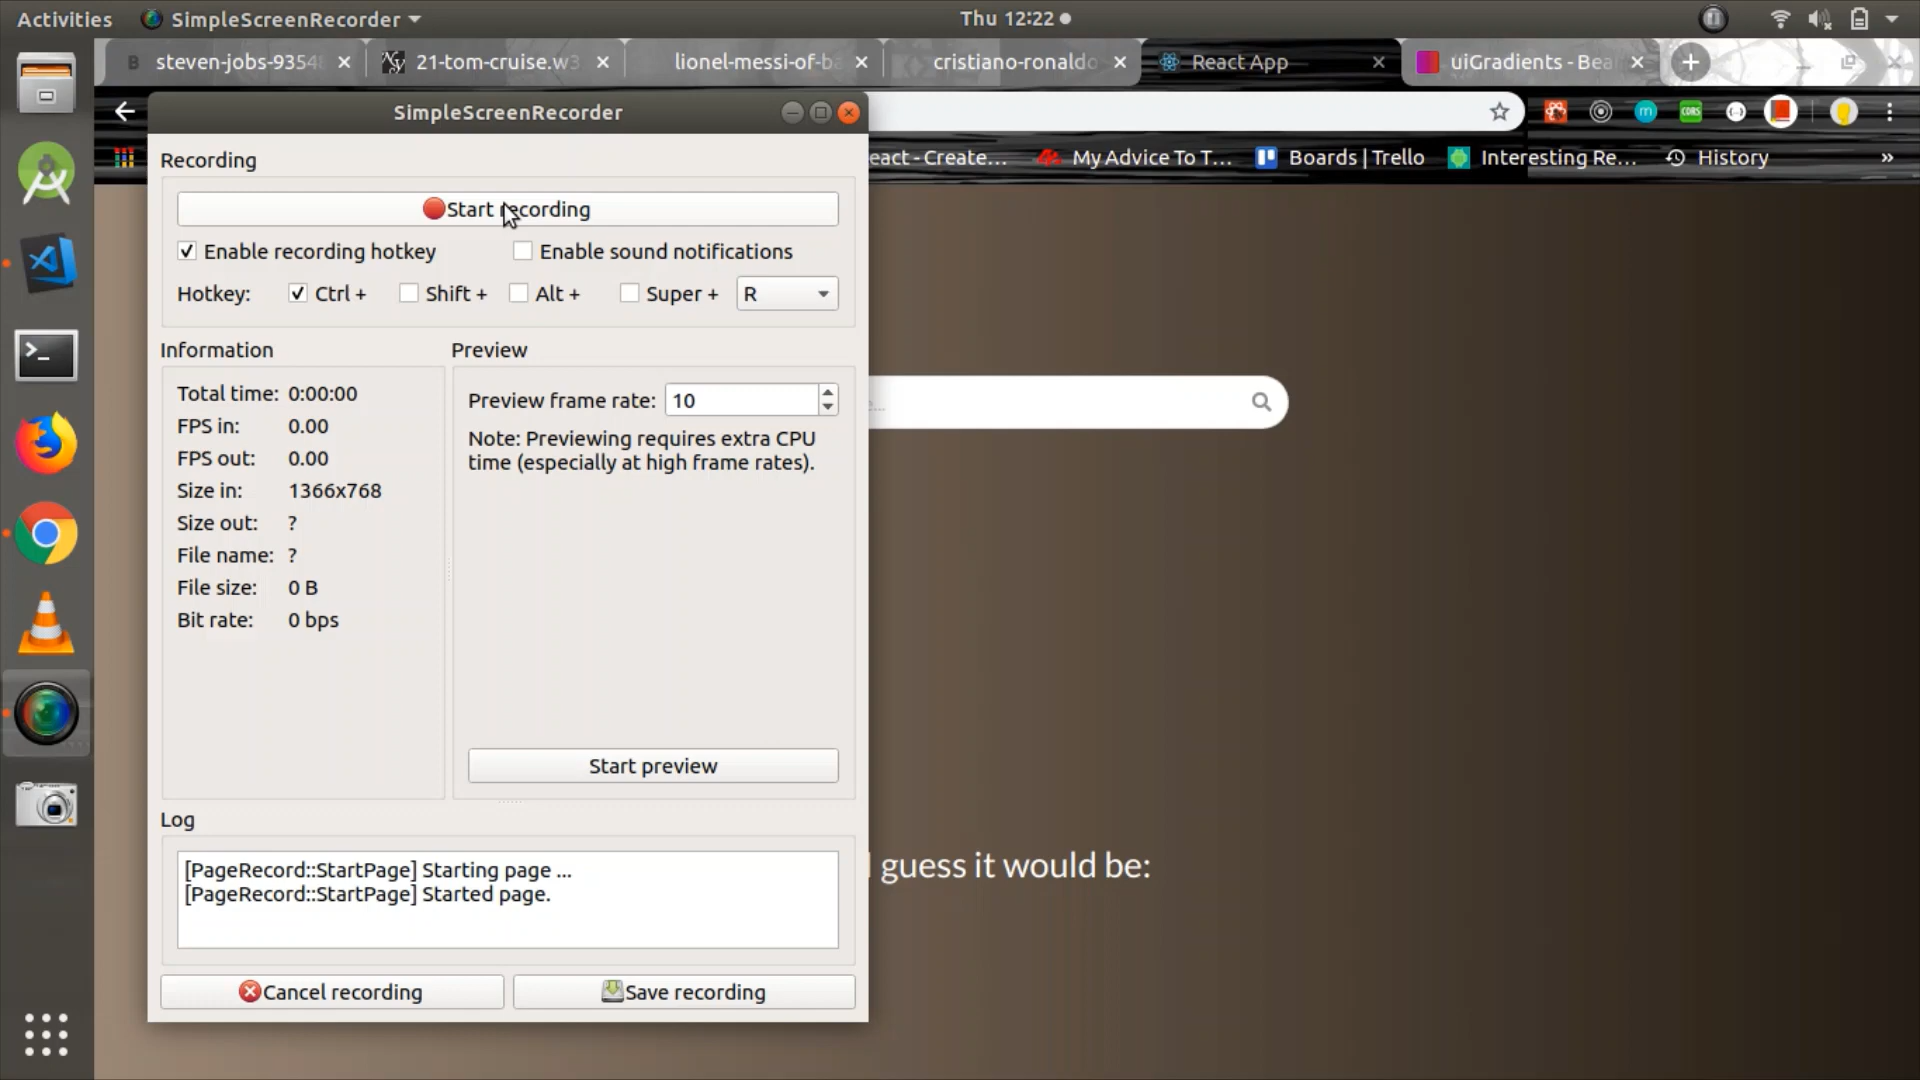 Activities
SimpleScreenRecorder
Thu 12:22
steven-jobs-9354
21-tom-cruise.w3
lionel-messi-of-ba
cristiano-ronaldo
React App
uiGradients - Bea
SimpleScreenRecorder
CORS
eact - Create...
My Advice To T...
Boards | Trello
Interesting Re...
History
»
Recording
Start recording
Enable recording hotkey
Enable sound notifications
Hotkey: Ctrl + Shift + Alt + Super + R
Information
Preview
Total time: 0:00:00
FPS in: 0.00
FPS out: 0.00
Size in: 1366x768
Size out: ?
File name: ?
File size: 0 B
Bit rate: 0 bps
Preview frame rate: 10
Note: Previewing requires extra CPU
time (especially at high frame rates).
Start preview
guess it would be:
Log
[PageRecord::StartPage] Starting page ...
[PageRecord::StartPage] Started page.
Cancel recording
Save recording